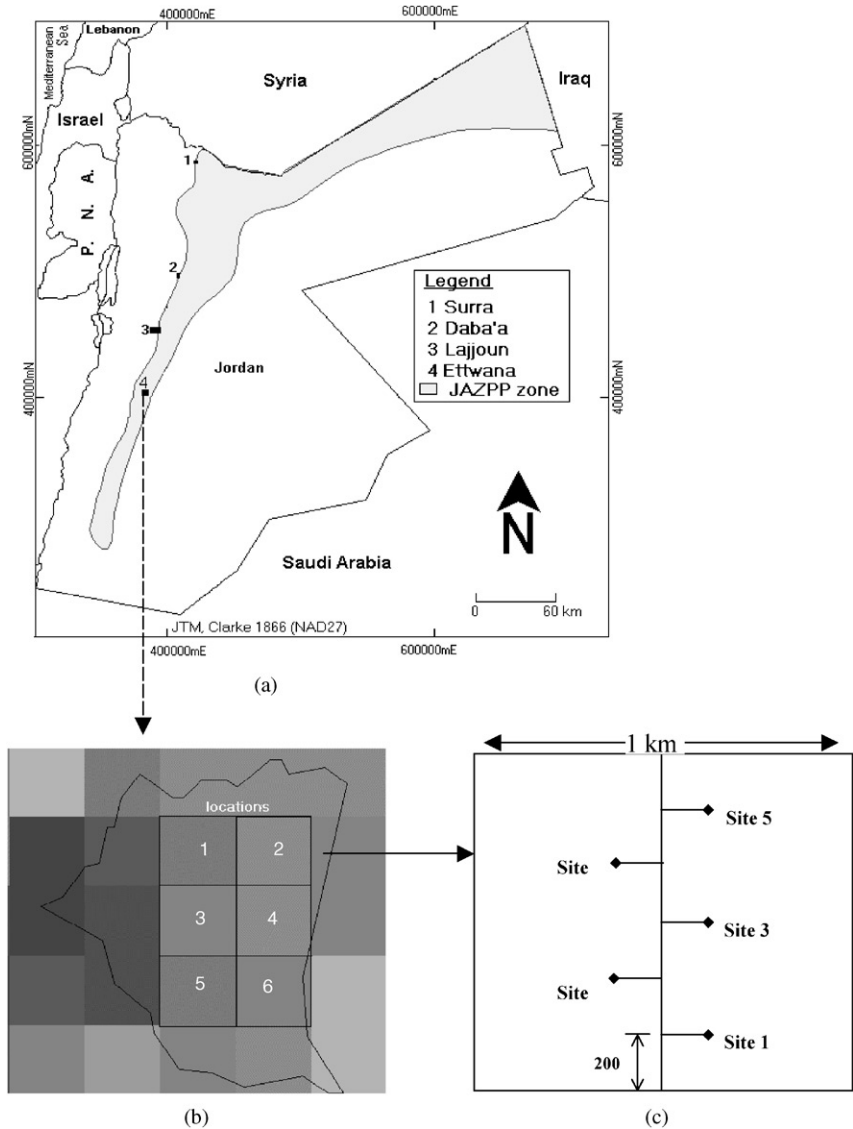 400000mE
600000mE
Mediterranean
Sea
Lebanon
Syria
Iraq
Israel
600000mN
600000mN
1
P. N. A.
2
Legend
1 Surra
2 Daba'a
3 Lajjoun
4 Ettwana
JAZPP zone
3
Jordan
4
400000mN
400000mN
N
Saudi Arabia
0 60 km
JTM, Clarke 1866 (NAD27)
400000mE
600000mE
(a)
locations
1 2
3 4
5 6
(b)
1 km
Site 5
Site
Site 3
Site
Site 1
200
(c)